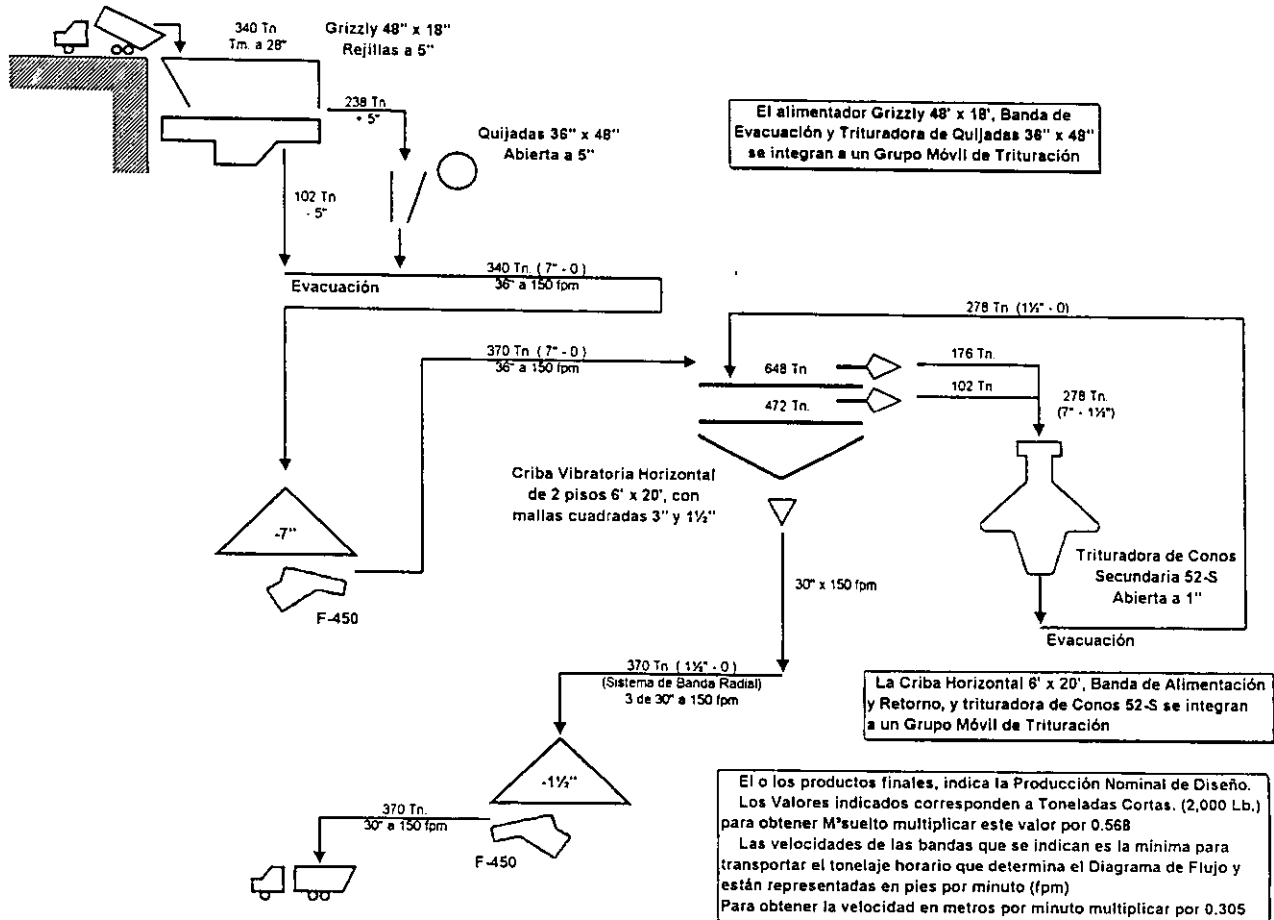 340 Tn
Tm. a 28"
Grizzly 48" x 18"
Rejillas a 5"
238 Tn
+ 5"
Quijadas 36" x 48"
Abierta a 5"
El alimentador Grizzly 48' x 18', Banda de
Evacuación y Trituradora de Quijadas 36" x 48"
se integran a un Grupo Móvil de Trituración
102 Tn
- 5"
340 Tn. ( 7" - 0 )
Evacuación
36" a 150 fpm
278 Tn (1½" - 0)
370 Tn ( 7" - 0 )
36" a 150 fpm
648 Tn
176 Tn.
472 Tn.
102 Tn
278 Tn.
(7" - 1½")
Criba Vibratoria Horizontal
de 2 pisos 6' x 20', con
mallas cuadradas 3" y 1½"
-7"
F-450
30" x 150 fpm
Trituradora de Conos
Secundaria 52-S
Abierta a 1"
Evacuación
370 Tn ( 1½" - 0 )
(Sistema de Banda Radial)
3 de 30" a 150 fpm
La Criba Horizontal 6' x 20', Banda de Alimentación
y Retorno, y trituradora de Conos 52-S se integran
a un Grupo Móvil de Trituración
-1½"
370 Tn.
30" a 150 fpm
F-450
El o los productos finales, indica la Producción Nominal de Diseño.
Los Valores indicados corresponden a Toneladas Cortas. (2,000 Lb.)
para obtener M³suelto multiplicar este valor por 0.568
Las velocidades de las bandas que se indican es la mínima para
transportar el tonelaje horario que determina el Diagrama de Flujo y
están representadas en pies por minuto (fpm)
Para obtener la velocidad en metros por minuto multiplicar por 0.305